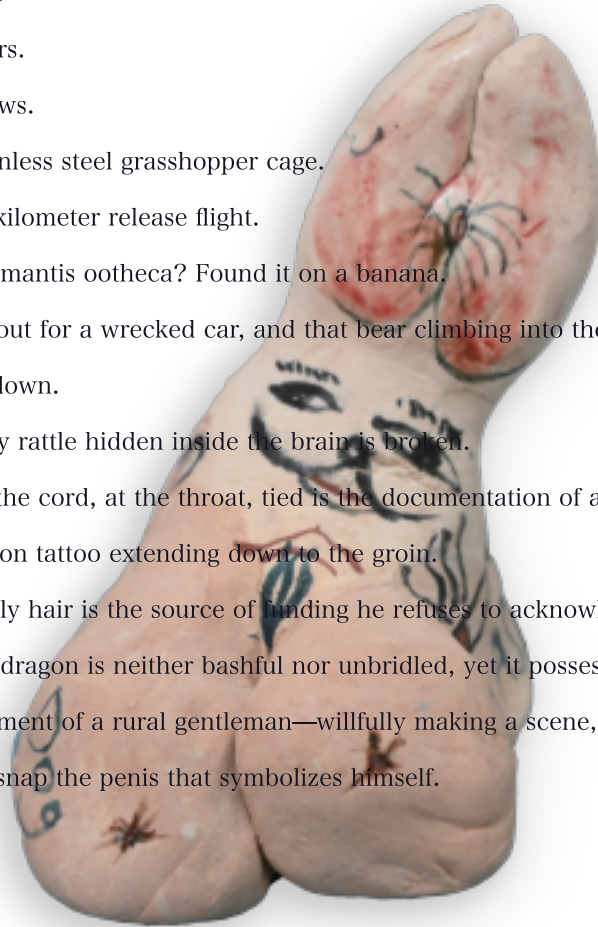 rs.
ws.
nless steel grasshopper cage.
kilometer release flight.
mantis ootheca? Found it on a banana.
out for a wrecked car, and that bear climbing into the
lown.
y rattle hidden inside the brain is broken.
the cord, at the throat, tied is the documentation of a
on tattoo extending down to the groin.
ly hair is the source of funding he refuses to acknowl
dragon is neither bashful nor unbridled, yet it posses
ment of a rural gentleman—willfully making a scene,
snap the penis that symbolizes himself.
Dog